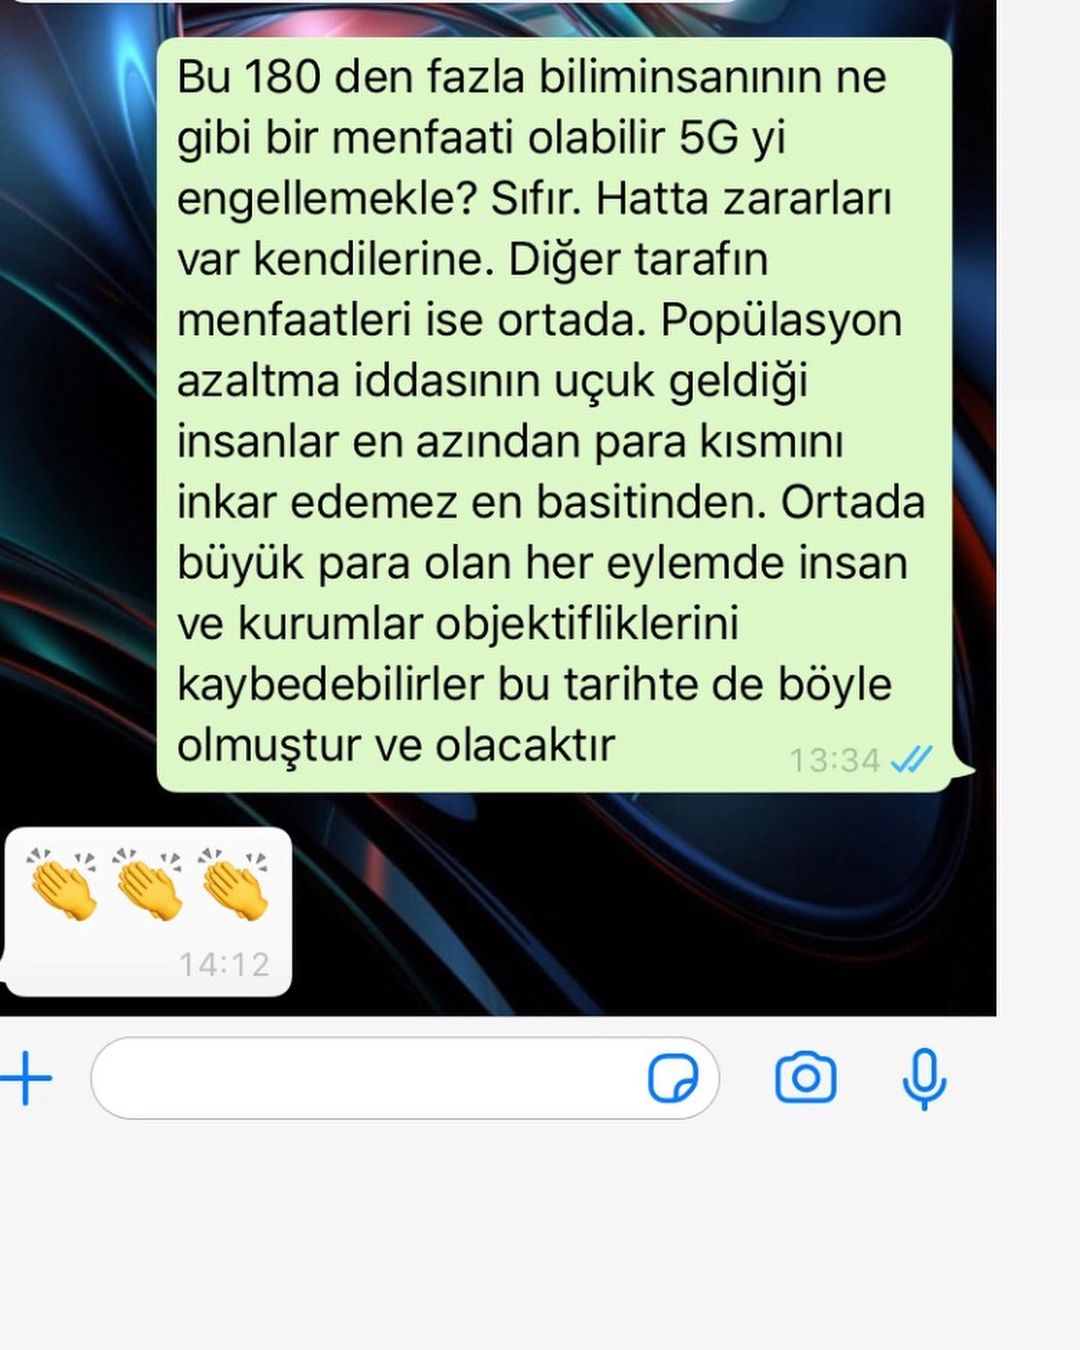 Bu 180 den fazla biliminsanının ne
gibi bir menfaati olabilir 5G yi
engellemekle? Sıfır. Hatta zararları
var kendilerine. Diğer tarafın
menfaatleri ise ortada. Popülasyon
azaltma iddasının uçuk geldiği
insanlar en azından para kısmını
inkar edemez en basitinden. Ortada
büyük para olan her eylemde insan
ve kurumlar objektifliklerini
kaybedebilirler bu tarihte de böyle
olmuştur ve olacaktır
13:34
👏👏👏
14:12